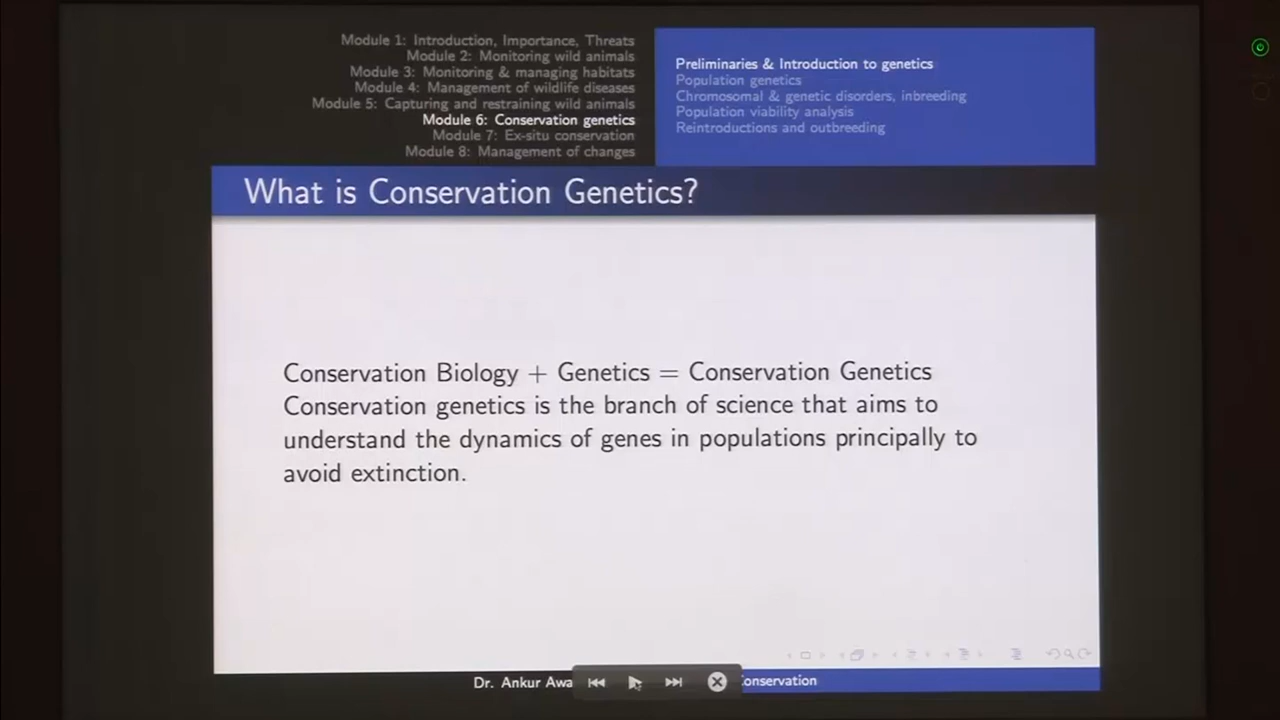 Module 1: Introduction, Importance, Threats
Module 2: Monitoring wild animals
Module 3: Monitoring & managing habitats
Module 4: Management of wildlife diseases
Module 5: Capturing and restraining wild animals
Module 6: Conservation genetics
Module 7: Ex-situ conservation
Module 8: Management of changes
Preliminaries & Introduction to genetics
Population genetics
Chromosomal & genetic disorders, inbreeding
Population viability analysis
Reintroductions and outbreeding
What is Conservation Genetics?
Conservation Biology + Genetics = Conservation Genetics
Conservation genetics is the branch of science that aims to
understand the dynamics of genes in populations principally to
avoid extinction.
Dr. Ankur Awa onservation